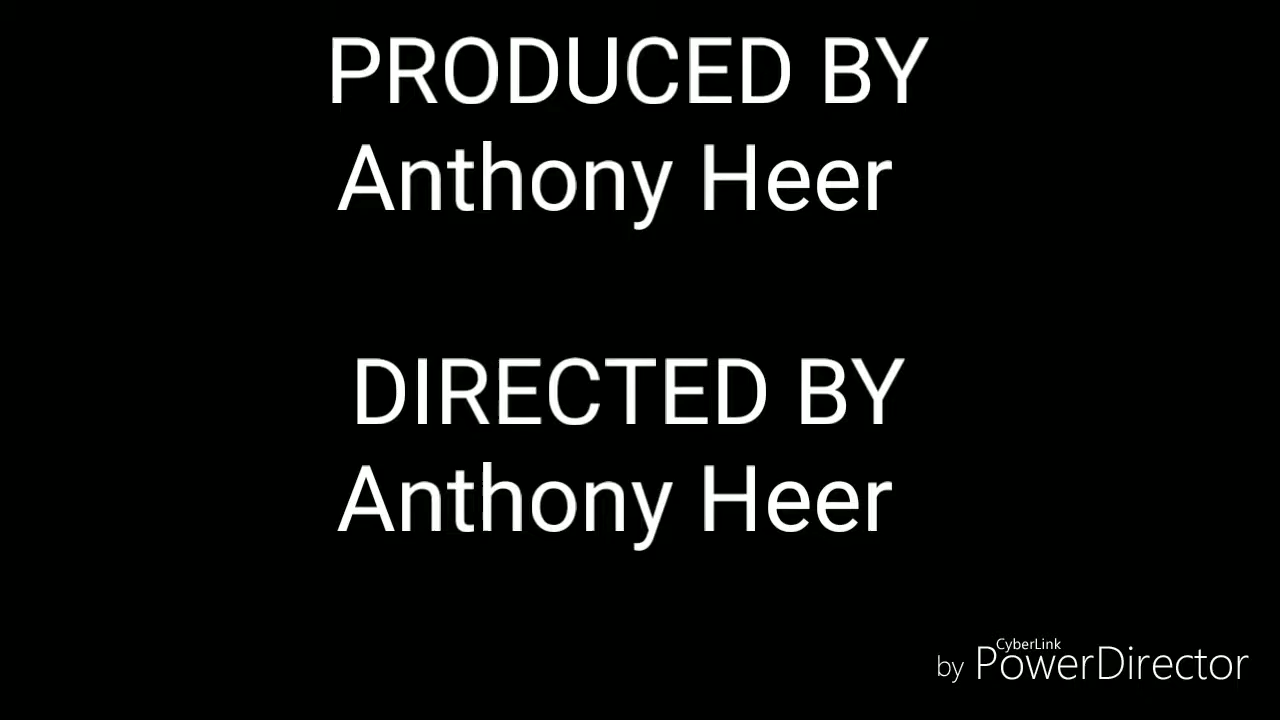 PRODUCED BY
Anthony Heer
DIRECTED BY
Anthony Heer
CyberLink
by PowerDirector